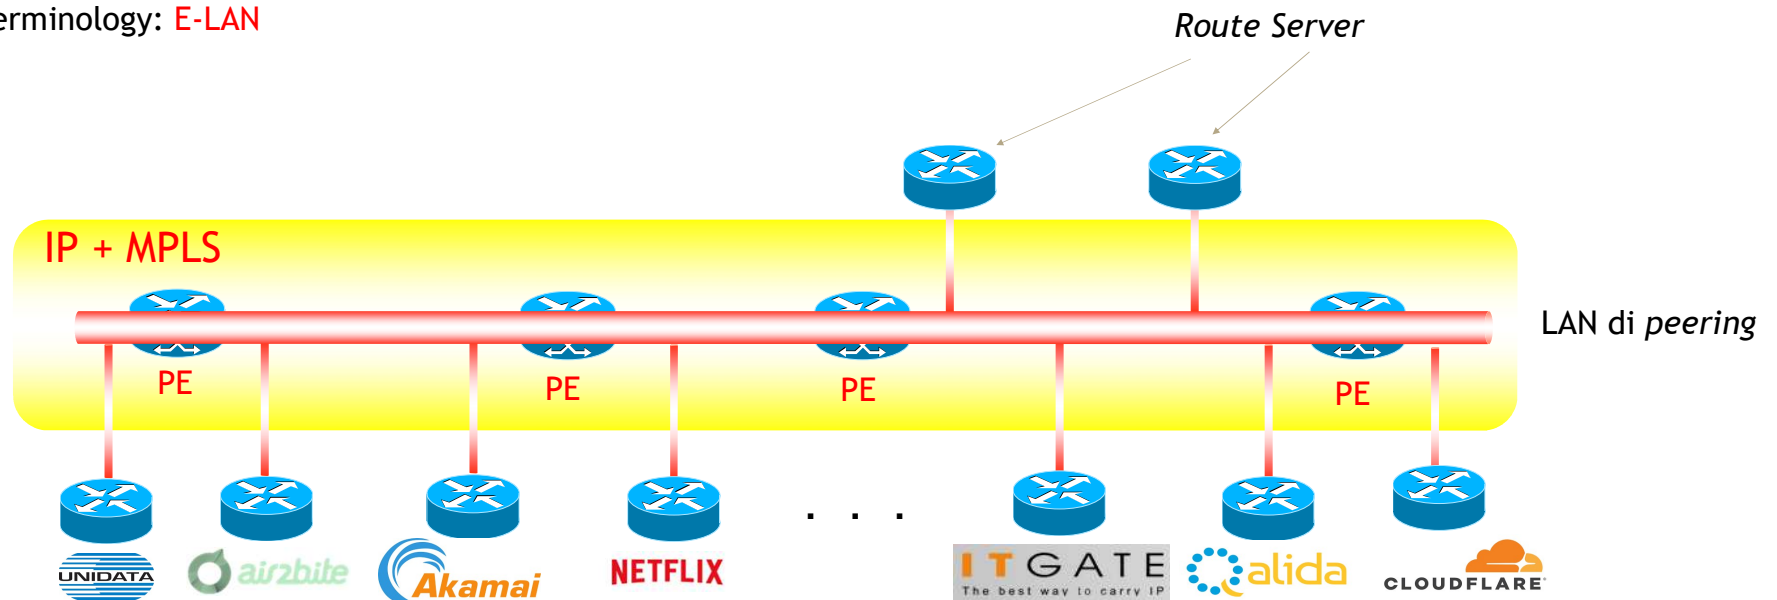 erminology: E-LAN
Route Server
IP + MPLS
LAN di peering
PE
PE
PE
PE
. . .
UNIDATA
air2bite
Akamai
NETFLIX
ITGATE
The best way to carry IP
Qalida
CLOUDFLARE